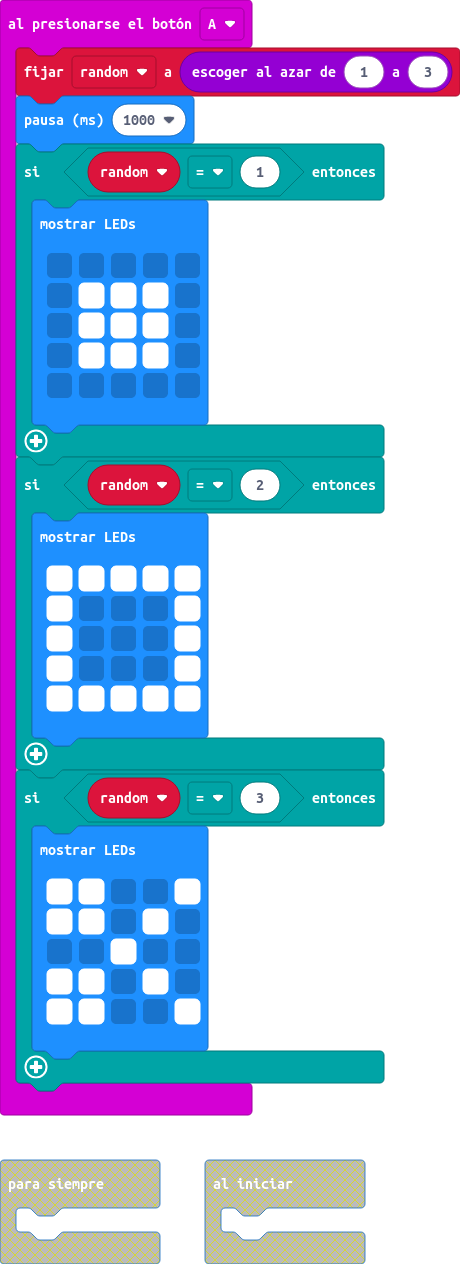 al presionarse el botón A
fijar random a escoger al azar de 1 a 3
pausa (ms) 1000
si random = 1 entonces
mostrar LEDs
si random = 2 entonces
mostrar LEDs
si random = 3 entonces
mostrar LEDs
para siempre al iniciar